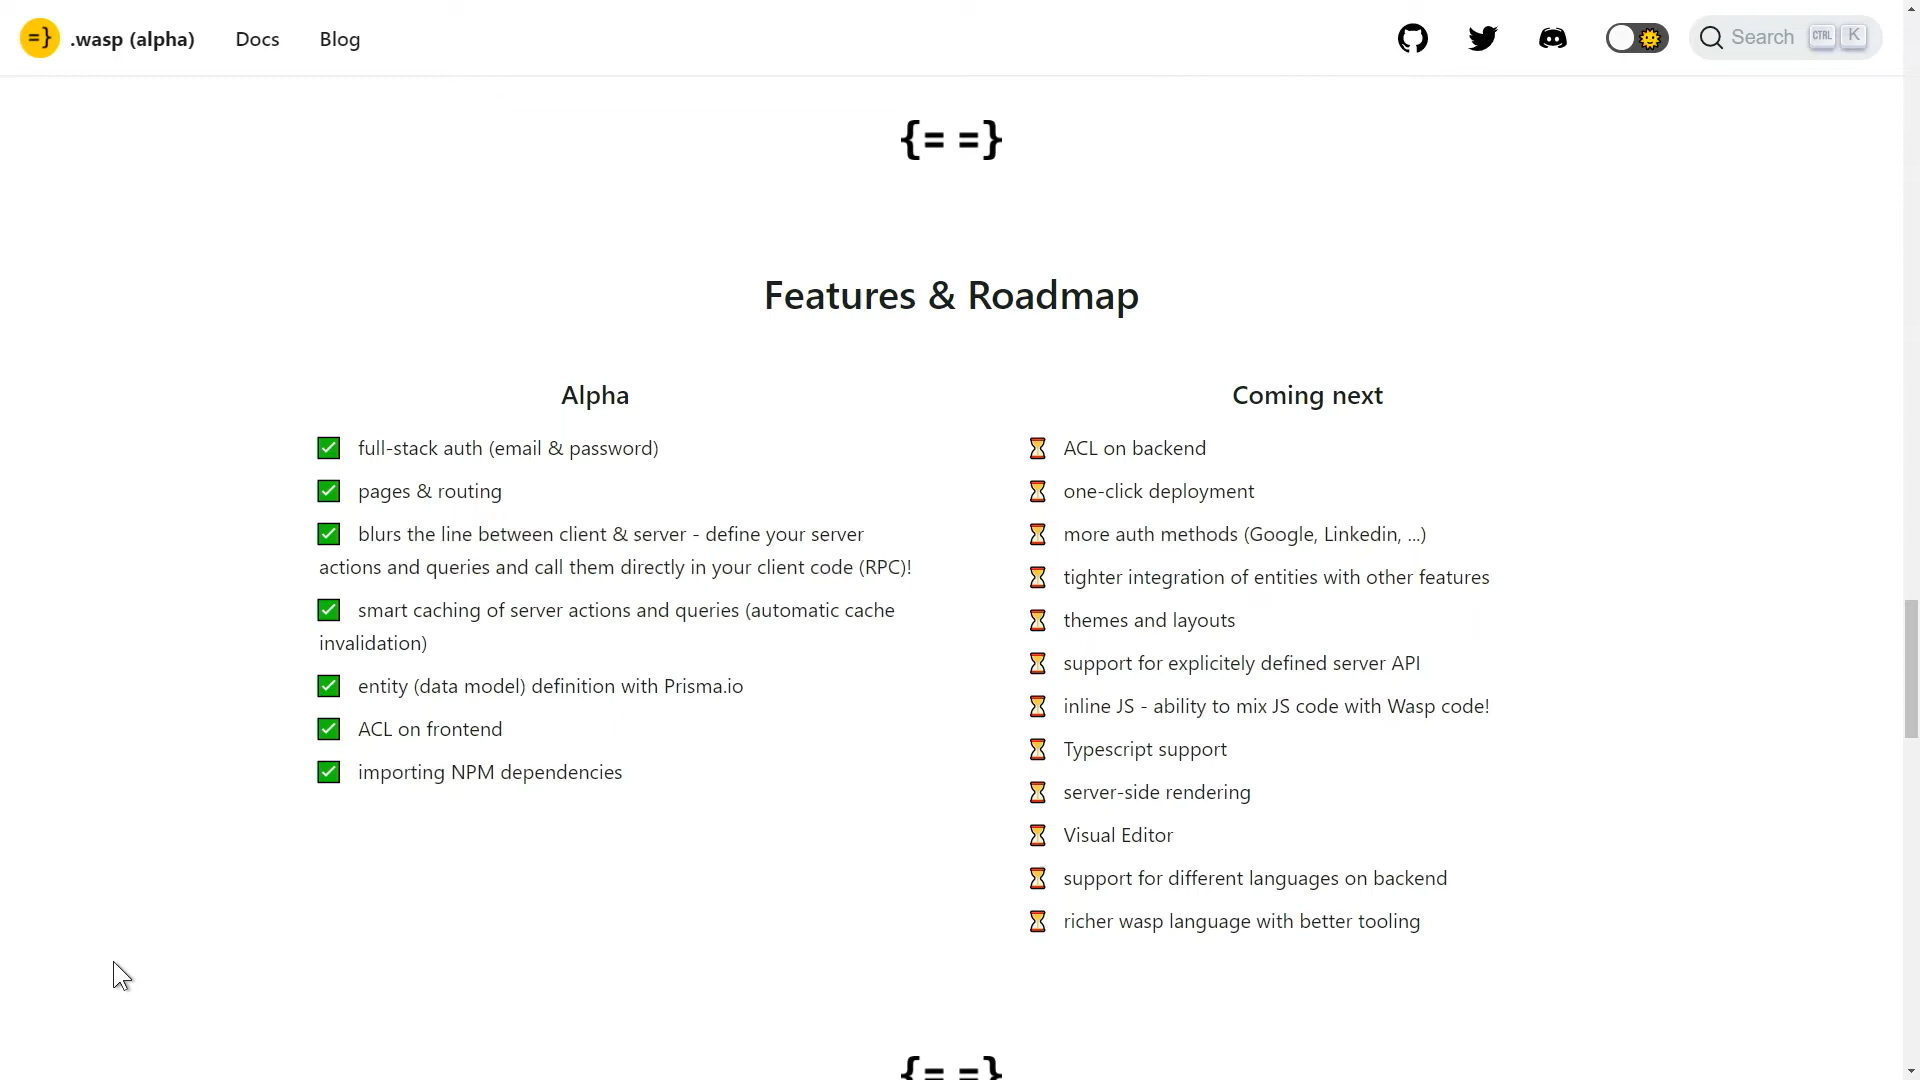 =}
.wasp (alpha)
Docs
Blog
Search
CTRL
K
{= =}
Features & Roadmap
Alpha
full-stack auth (email & password)
pages & routing
blurs the line between client & server - define your server
actions and queries and call them directly in your client code (RPC)!
smart caching of server actions and queries (automatic cache
invalidation)
entity (data model) definition with Prisma.io
ACL on frontend
importing NPM dependencies
Coming next
ACL on backend
one-click deployment
more auth methods (Google, Linkedin, ...)
tighter integration of entities with other features
themes and layouts
support for explicitely defined server API
inline JS - ability to mix JS code with Wasp code!
Typescript support
server-side rendering
Visual Editor
support for different languages on backend
richer wasp language with better tooling
{= =}